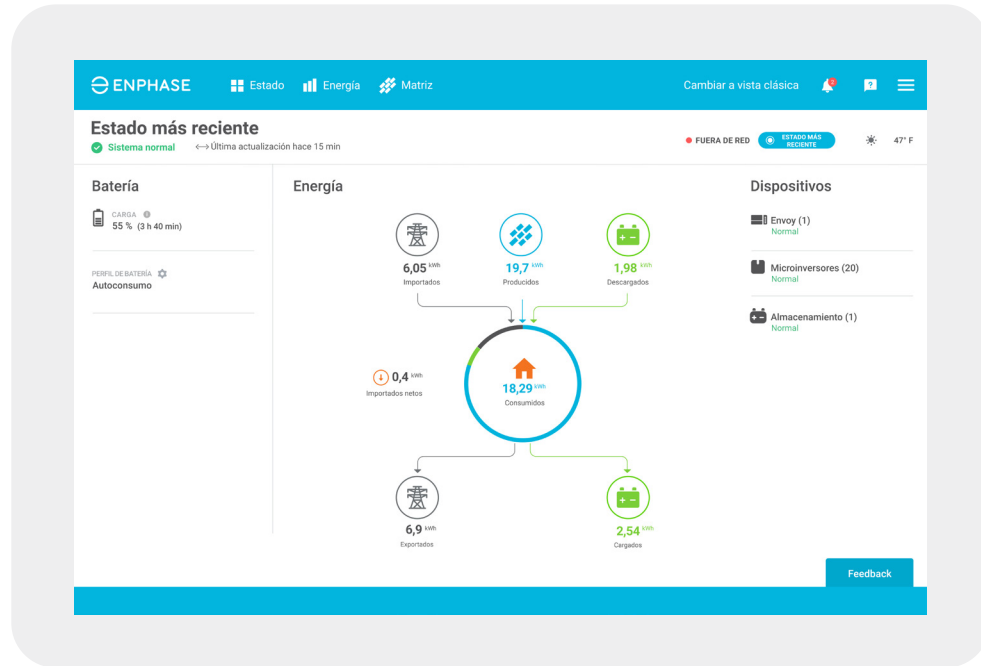 ENPHASE
Estado
Energía
Matriz
Cambiar a vista clásica
?
Estado más reciente
Sistema normal
Última actualización hace 15 min
FUERA DE RED
ESTADO MÁS
RECIENTE
47° F
Batería
CARGA
55 % (3 h 40 min)
PERFIL DE BATERÍA
Autoconsumo
Energía
6,05 kWh
Importados
19,7 kWh
Producidos
1,98 kWh
Descargados
0,4 kWh
Importados netos
18,29 kWh
Consumidos
6,9 kWh
Exportados
2,54 kWh
Cargados
Dispositivos
Envoy (1)
Normal
Microinversores (20)
Normal
Almacenamiento (1)
Normal
Feedback